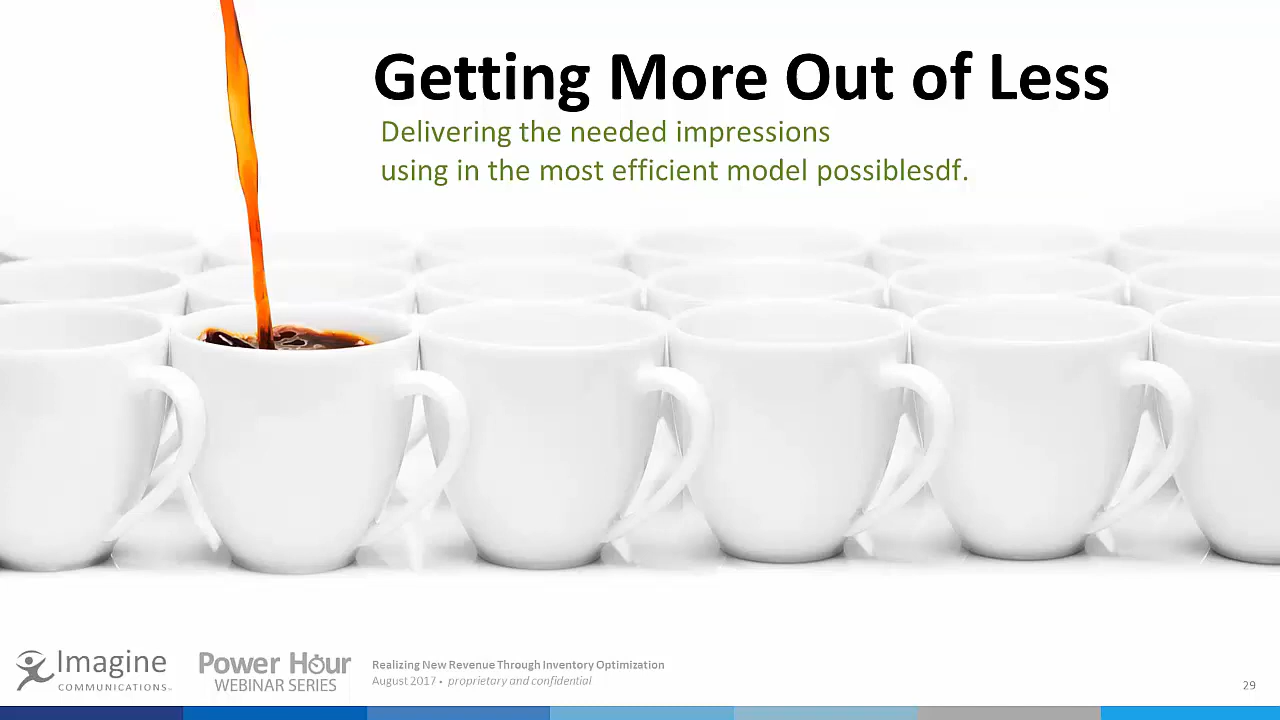 Getting More Out of Less
Delivering the needed impressions
using in the most efficient model possiblesdf.
Imagine
COMMUNICATIONS
Power Hour
WEBINAR SERIES
Realizing New Revenue Through Inventory Optimization
August 2017 • proprietary and confidential
29